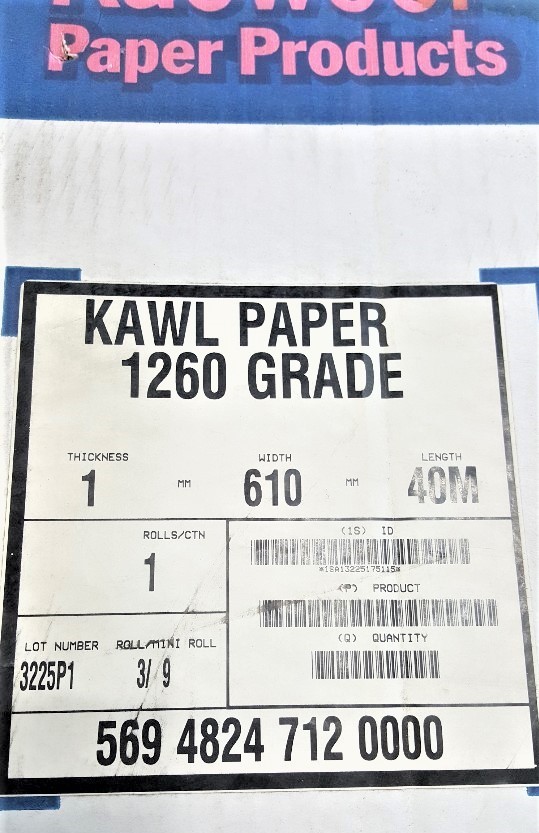 Paper Products
KAWL PAPER
1260 GRADE
THICKNESS WIDTH LENGTH
1 MM 610 MM 40M
ROLLS/CTN
1
(1S) ID
(P) PRODUCT
(Q) QUANTITY
LOT NUMBER ROLL/MINI ROLL
3225P1 3/ 9
569 4824 712 0000